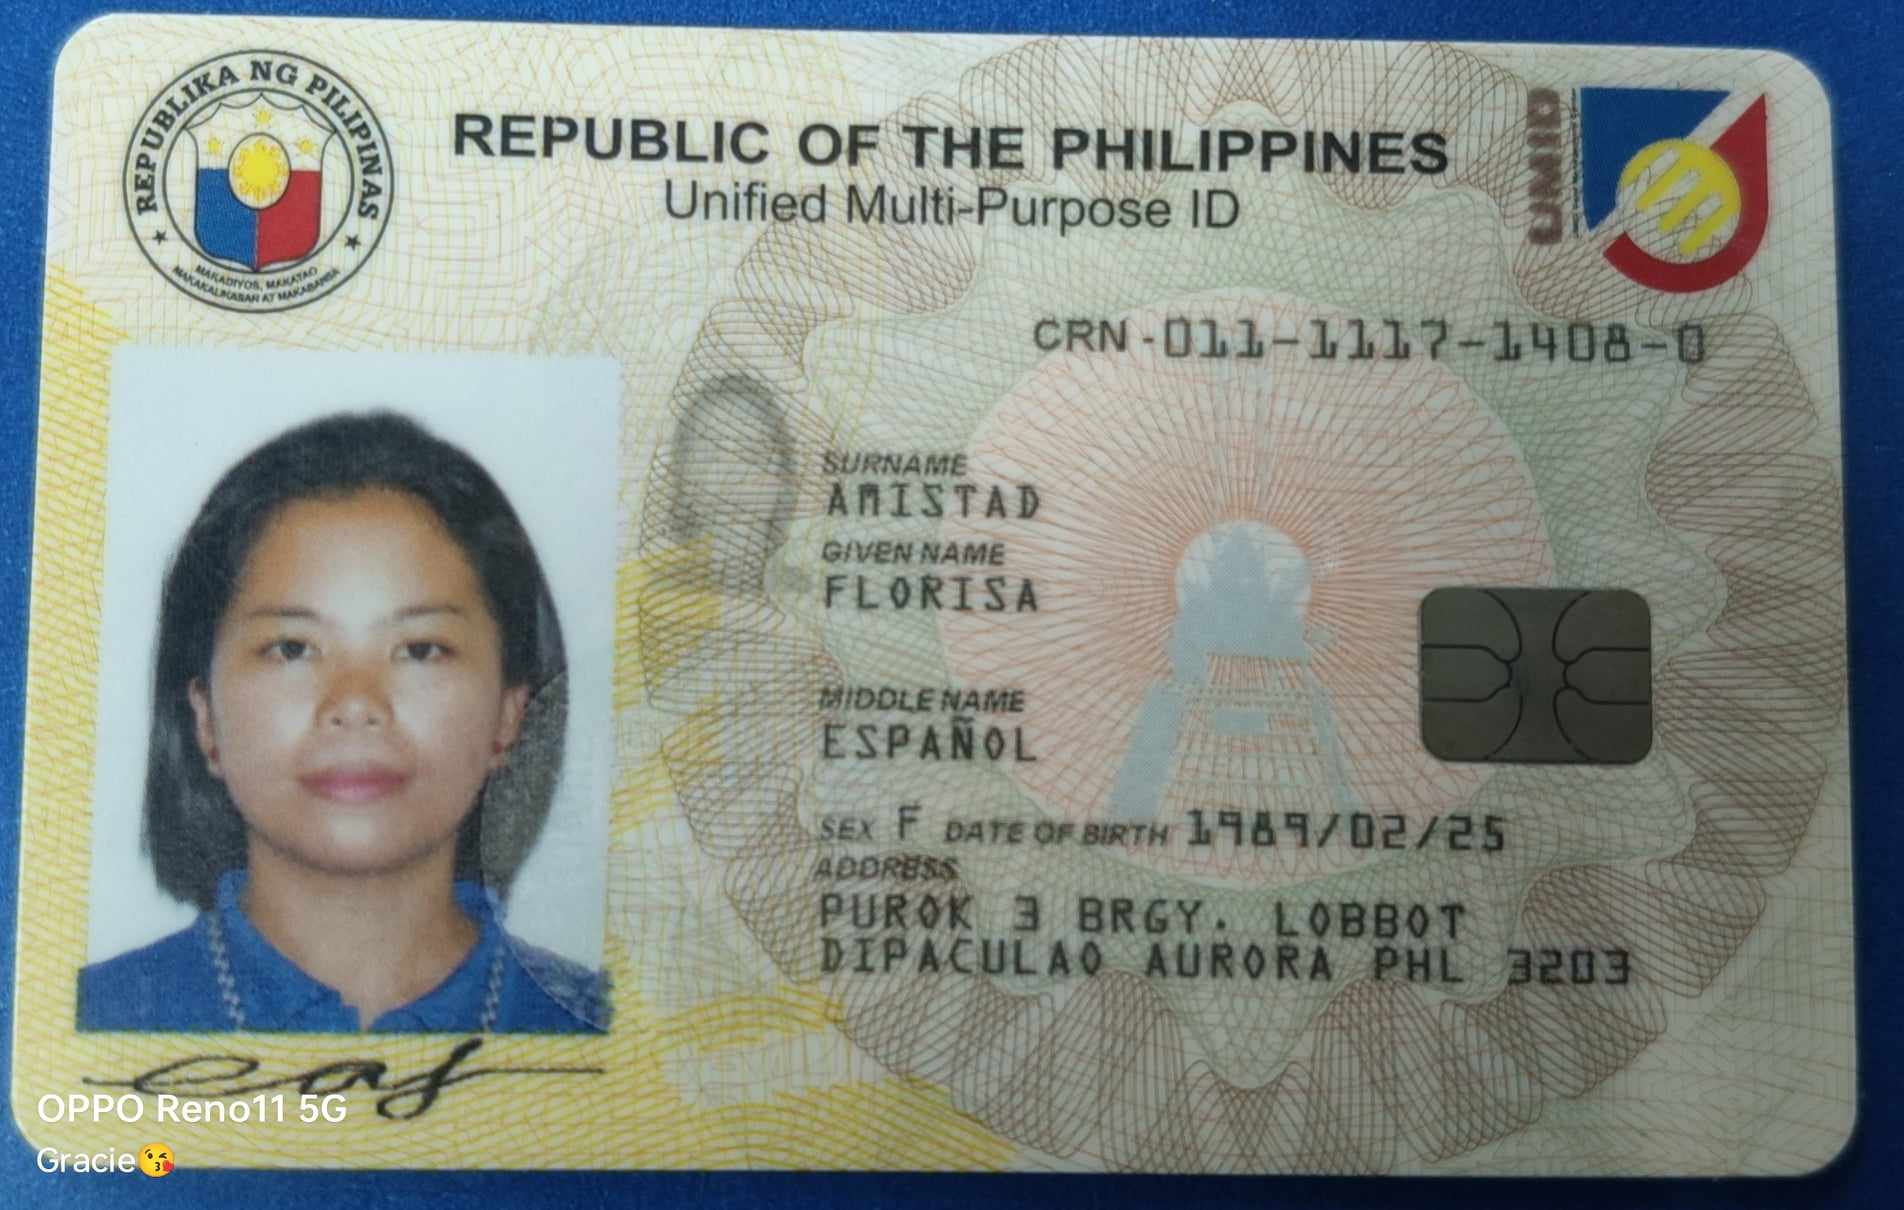 REPUBLIKA NG PILIPINAS
MAKADIYOS, MAKATAO
MAKAKALIKASAN AT MAKABANSA
REPUBLIC OF THE PHILIPPINES
Unified Multi-Purpose ID
UMID
CRN -011-1117-1408-0
SURNAME
AMISTAD
GIVEN NAME
FLORISA
MIDDLE NAME
ESPAÑOL
SEX F DATE OF BIRTH 1989/02/25
ADDRESS
PUROK 3 BRGY. LOBBOT
DIPACULAO AURORA PHL 3203
OPPO Reno11 5G
Gracie😘